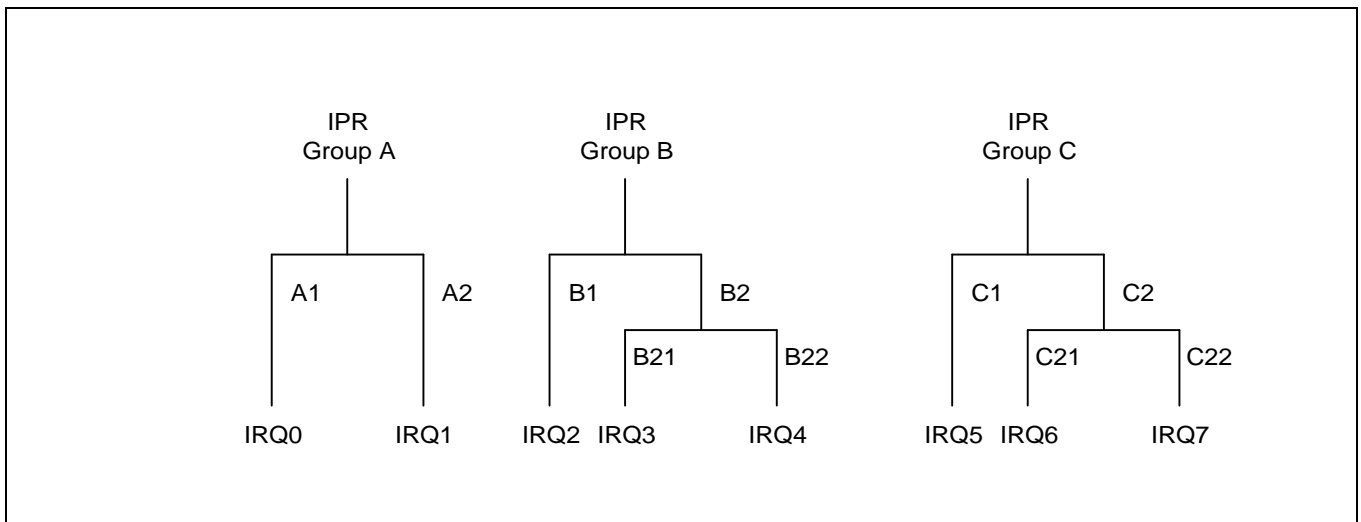 IPR
Group A
IPR
Group B
IPR
Group C
A1
A2
B1
B2
C1
C2
B21
B22
C21
C22
IRQ0
IRQ1
IRQ2
IRQ3
IRQ4
IRQ5
IRQ6
IRQ7